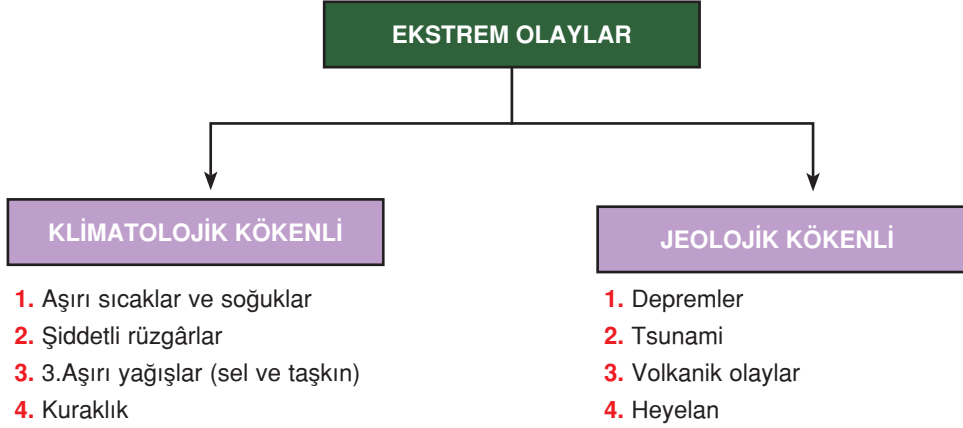 EKSTREM OLAYLAR
KLİMATOLOJİK KÖKENLİ
1. Aşırı sıcaklar ve soğuklar
2. Şiddetli rüzgârlar
3. 3.Aşırı yağışlar (sel ve taşkın)
4. Kuraklık
JEOLOJİK KÖKENLİ
1. Depremler
2. Tsunami
3. Volkanik olaylar
4. Heyelan